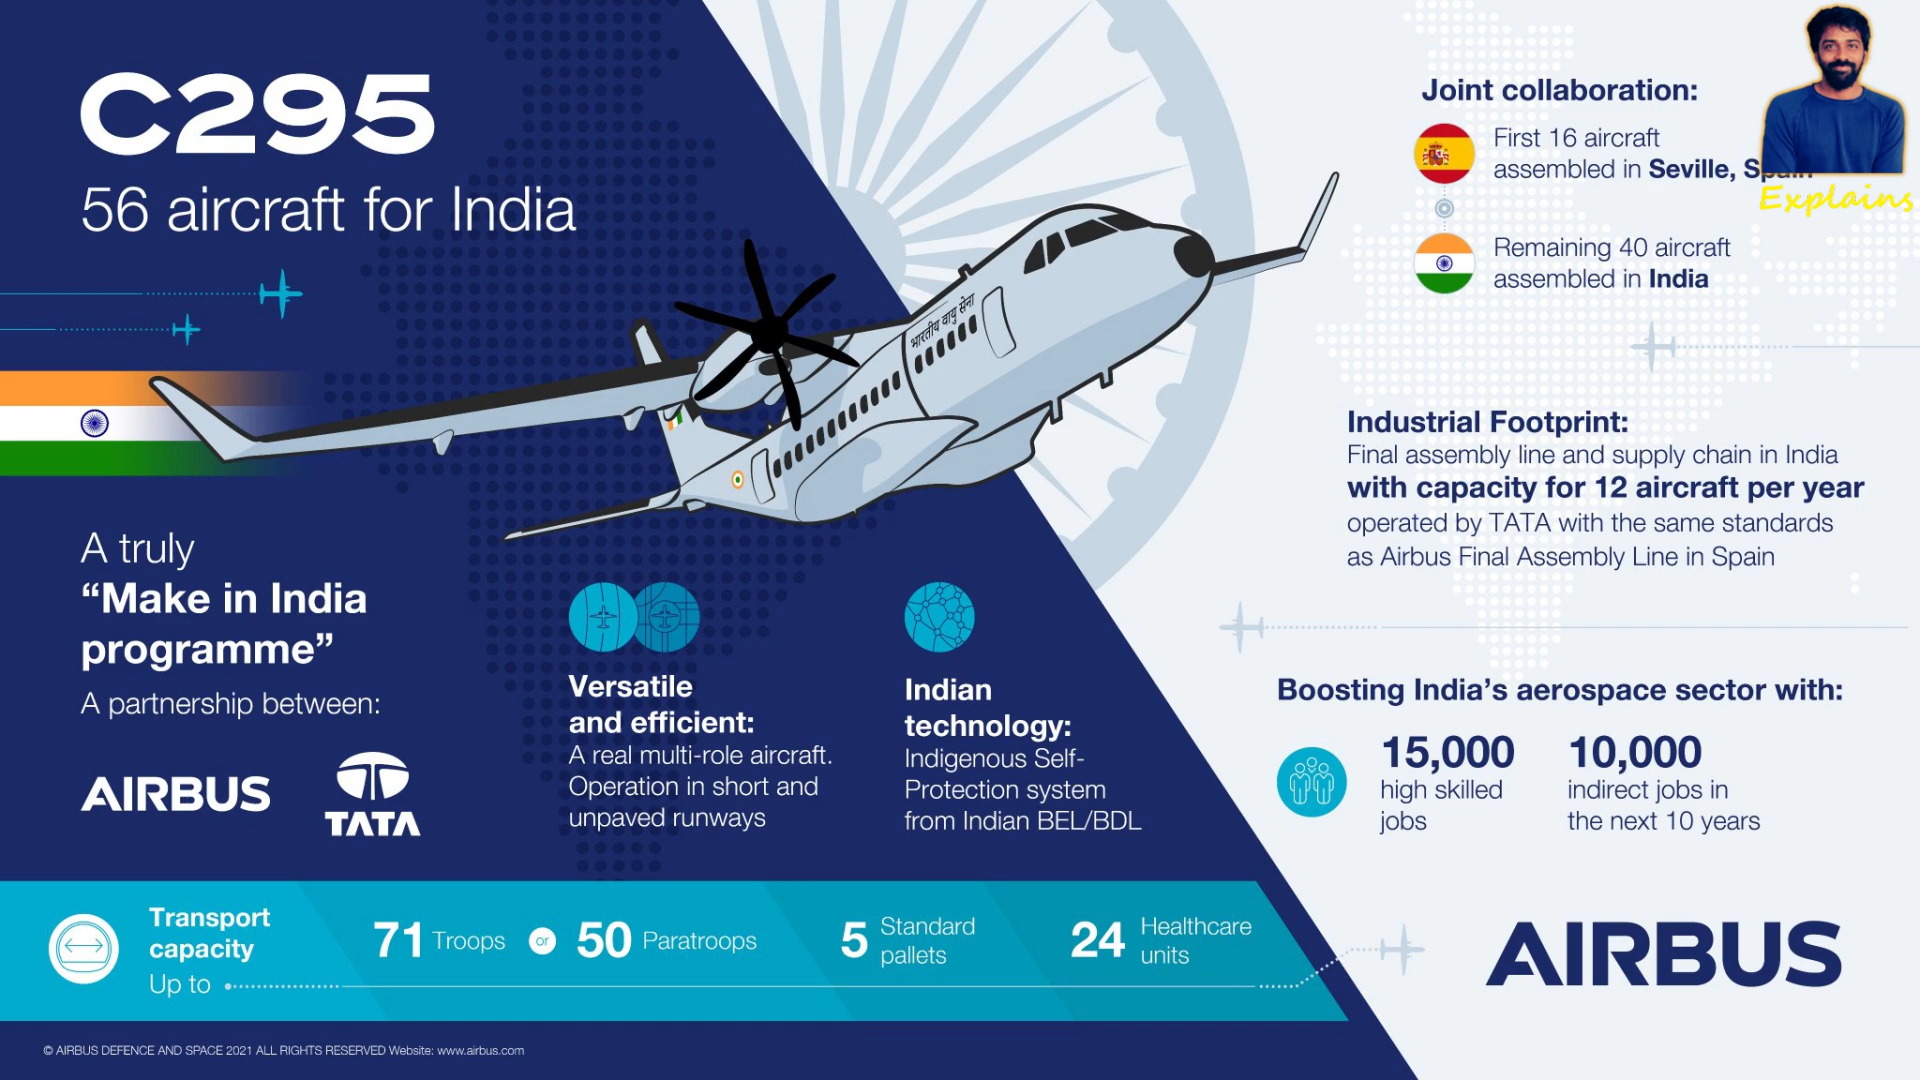 C295
56 aircraft for India
भारतीय वायु सेना
A truly
“Make in India
programme”
A partnership between:
AIRBUS
TATA
Versatile
and efficient:
A real multi-role aircraft.
Operation in short and
unpaved runways
Indian
technology:
Indigenous Self-
Protection system
from Indian BEL/BDL
Joint collaboration:
First 16 aircraft
assembled in Seville, Spain
Explains
Remaining 40 aircraft
assembled in India
Industrial Footprint:
Final assembly line and supply chain in India
with capacity for 12 aircraft per year
operated by TATA with the same standards
as Airbus Final Assembly Line in Spain
Boosting India’s aerospace sector with:
15,000
high skilled
jobs
10,000
indirect jobs in
the next 10 years
Transport
capacity
Up to
71 Troops or 50 Paratroops
5 Standard
pallets
24 Healthcare
units
AIRBUS
© AIRBUS DEFENCE AND SPACE 2021 ALL RIGHTS RESERVED Website: www.airbus.com